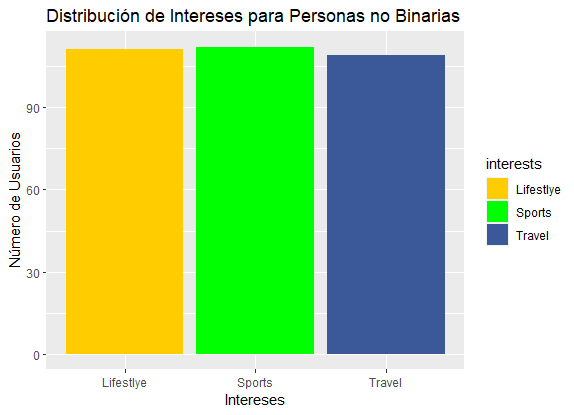 Distribución de Intereses para Personas no Binarias
Número de Usuarios
90
60
30
0
Lifestlye
Sports
Travel
Intereses
interests
Lifestlye
Sports
Travel